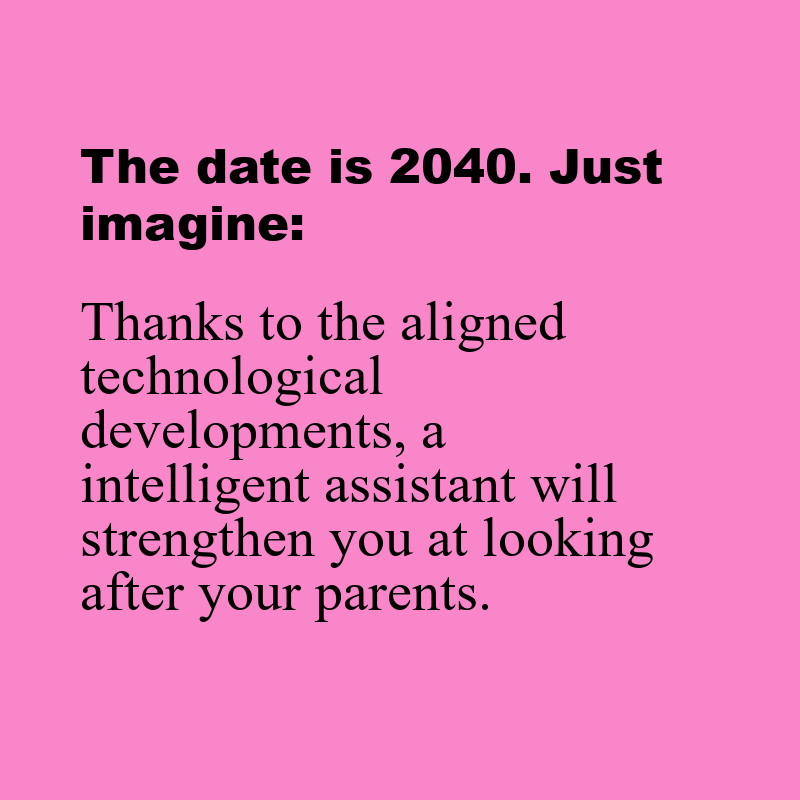 The date is 2040. Just
imagine:
Thanks to the aligned
technological
developments, a
intelligent assistant will
strengthen you at looking
after your parents.